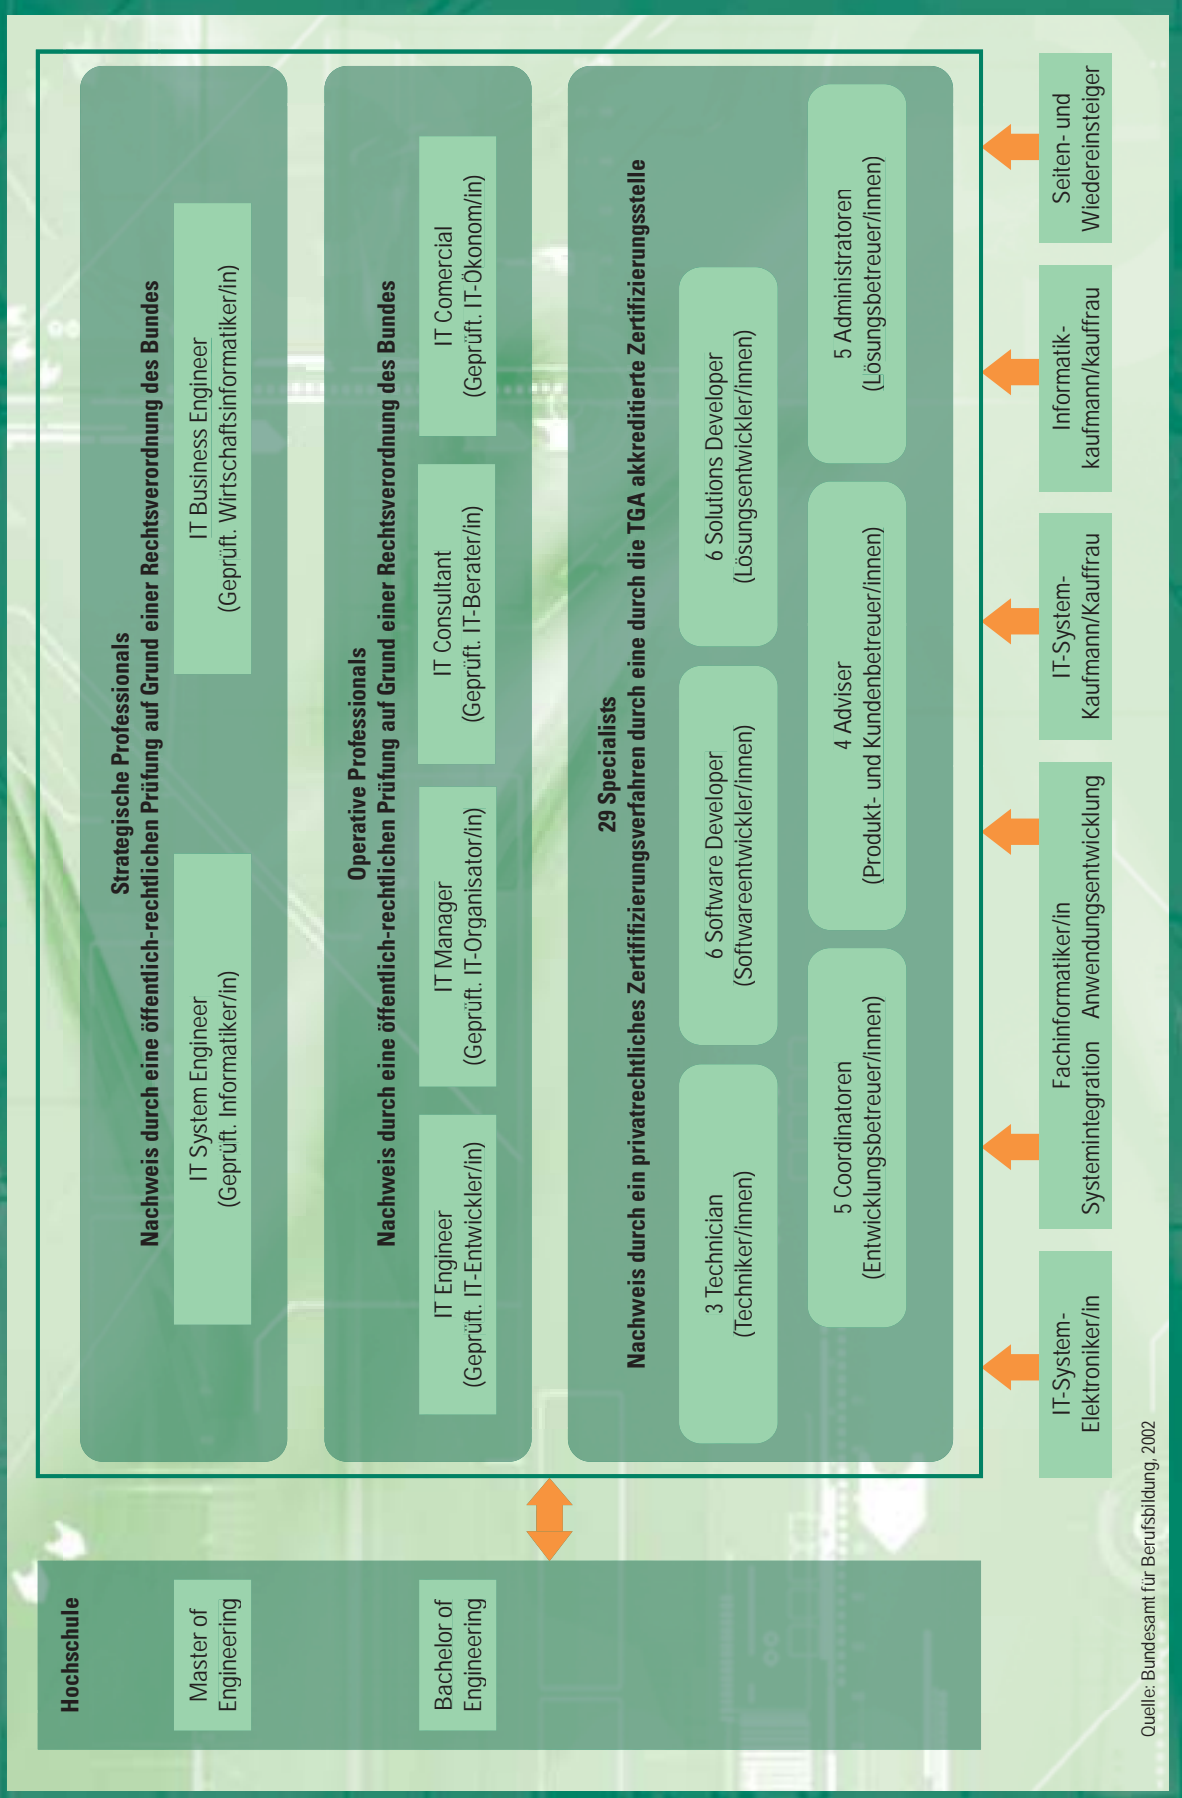 Hochschule
Master of
Engineering
Bachelor of
Engineering
Strategische Professionals
Nachweis durch eine öffentlich-rechtlichen Prüfung auf Grund einer Rechtsverordnung des Bundes
IT System Engineer
(Geprüft. Informatiker/in)
IT Business Engineer
(Geprüft. Wirtschaftsinformatiker/in)
Operative Professionals
Nachweis durch eine öffentlich-rechtlichen Prüfung auf Grund einer Rechtsverordnung des Bundes
IT Engineer
(Geprüft. IT-Entwickler/in)
IT Manager
(Geprüft. IT-Organisator/in)
IT Consultant
(Geprüft. IT-Berater/in)
IT Comercial
(Geprüft. IT-Ökonom/in)
29 Specialists
Nachweis durch ein privatrechtliches Zertififizierungsverfahren durch eine durch die TGA akkreditierte Zertifizierungsstelle
3 Technician
(Techniker/innen)
6 Software Developer
(Softwareentwickler/innen)
6 Solutions Developer
(Lösungsentwickler/innen)
5 Coordinatoren
(Entwicklungsbetreuer/innen)
4 Adviser
(Produkt- und Kundenbetreuer/innen)
5 Administratoren
(Lösungsbetreuer/innen)
IT-System-
Elektroniker/in
Fachinformatiker/in
Systemintegration Anwendungsentwicklung
IT-System-
Kaufmann/Kauffrau
Informatik-
kaufmann/kauffrau
Seiten- und
Wiedereinsteiger
Quelle: Bundesamt für Berufsbildung, 2002